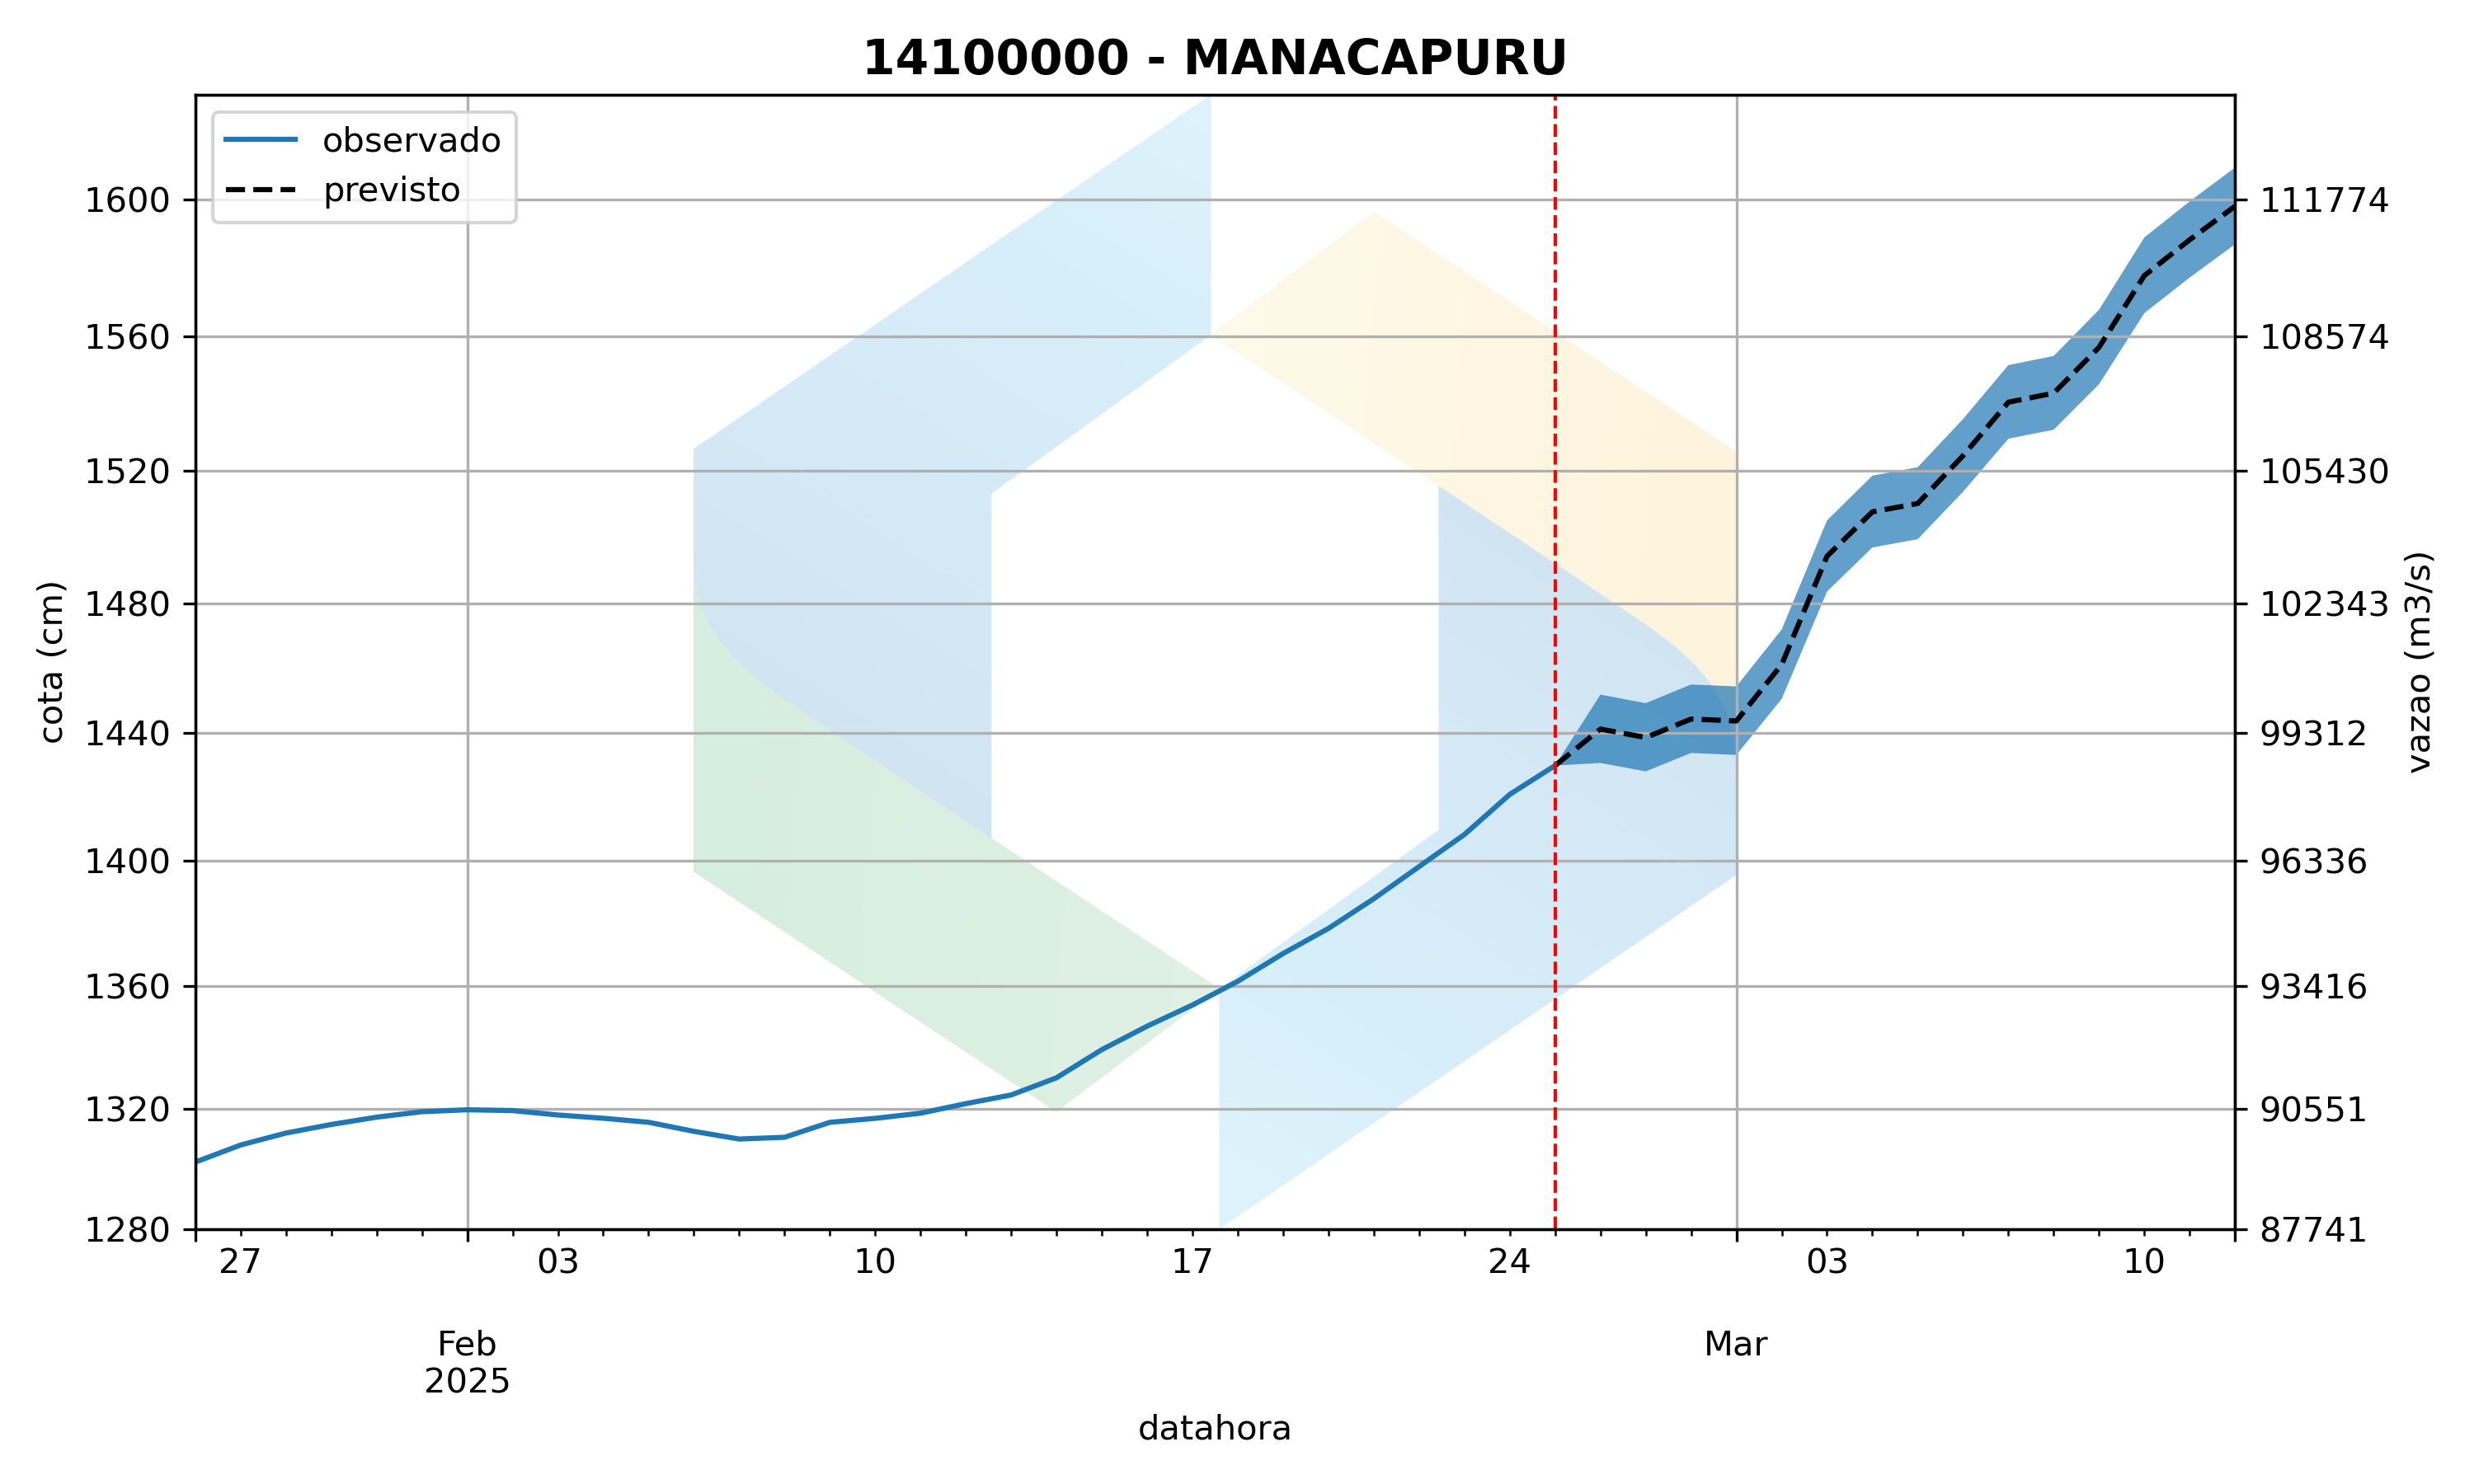 14100000 - MANACAPURU
observado
previsto
1600
1560
1520
1480
1440
1400
1360
1320
1280
cota (cm)
111774
108574
105430
102343
99312
96336
93416
90551
87741
vazao (m3/s)
27 03 10 17 24 03 10
Feb Mar
2025
datahora